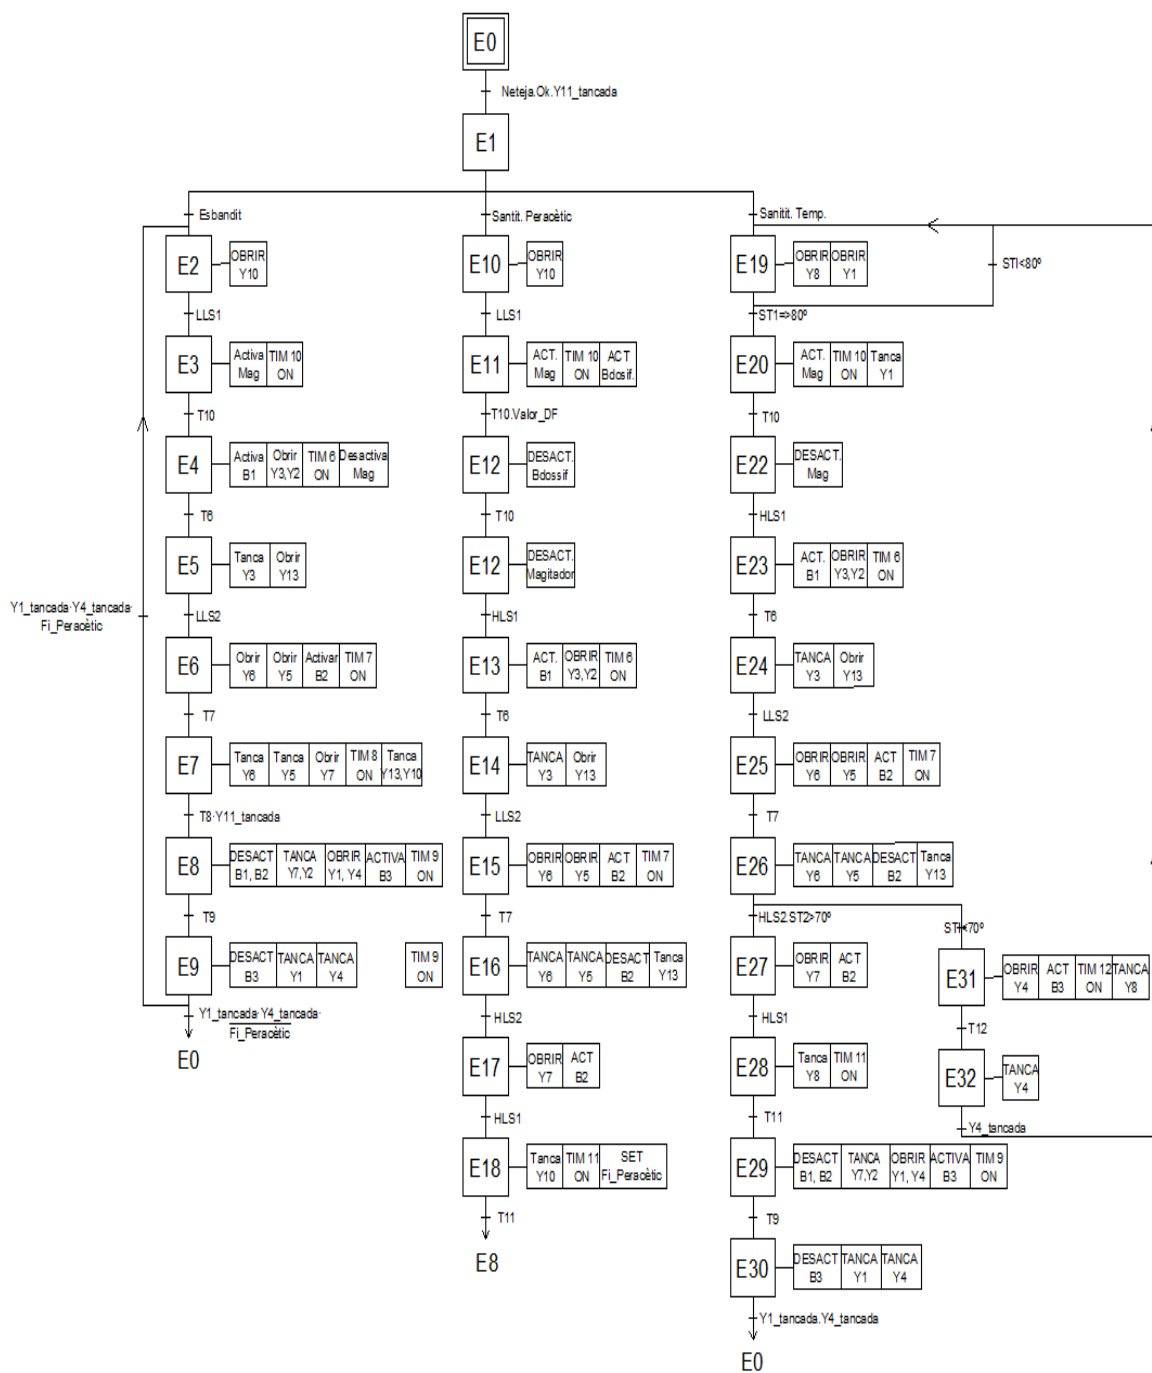 E0
Neteja.Ok.Y11_tancada
E1
Esbandit
E2
OBRIR
Y10
LLS1
E3
Activa
Mag
TIM 10
ON
T10
E4
Activa
B1
Obrir
Y3,Y2
TIM 6
ON
Desactiva
Mag
T6
E5
Tanca
Y3
Obrir
Y13
LLS2
E6
Obrir
Y6
Obrir
Y5
Activar
B2
TIM 7
ON
T7
E7
Tanca
Y6
Tanca
Y5
Obrir
Y7
TIM 8
ON
Tanca
Y13,Y10
T8·Y11_tancada
E8
DESACT
B1, B2
TANCA
Y7,Y2
OBRIR
Y1, Y4
ACTIVA
B3
TIM 9
ON
T9
E9
DESACT
B3
TANCA
Y1
TANCA
Y4
TIM 9
ON
Y1_tancada·Y4_tancada·
Fi_Peracètic
E0
Y1_tancada·Y4_tancada·
Fi_Peracètic
Santit. Peracètic
E10
OBRIR
Y10
LLS1
E11
ACT.
Mag
TIM 10
ON
ACT
Bdosif.
T10.Valor_DF
E12
DESACT.
Bdossif
T10
E12
DESACT.
Magitador
HLS1
E13
ACT.
B1
OBRIR
Y3,Y2
TIM 6
ON
T6
E14
TANCA
Y3
Obrir
Y13
LLS2
E15
OBRIR
Y6
OBRIR
Y5
ACT
B2
TIM 7
ON
T7
E16
TANCA
Y6
TANCA
Y5
DESACT
B2
Tanca
Y13
HLS2
E17
OBRIR
Y7
ACT
B2
HLS1
E18
Tanca
Y10
TIM 11
ON
SET
Fi_Peracètic
T11
E8
Sanitit. Temp.
E19
OBRIR
Y8
OBRIR
Y1
STI<80º
ST1=>80º
E20
ACT.
Mag
TIM 10
ON
Tanca
Y1
T10
E22
DESACT.
Mag
HLS1
E23
ACT.
B1
OBRIR
Y3,Y2
TIM 6
ON
T6
E24
TANCA
Y3
Obrir
Y13
LLS2
E25
OBRIR
Y6
OBRIR
Y5
ACT
B2
TIM 7
ON
T7
E26
TANCA
Y6
TANCA
Y5
DESACT
B2
Tanca
Y13
HLS2.ST2>70º
E27
OBRIR
Y7
ACT
B2
HLS1
E28
Tanca
Y8
TIM 11
ON
T11
E29
DESACT
B1, B2
TANCA
Y7,Y2
OBRIR
Y1, Y4
ACTIVA
B3
TIM 9
ON
T9
E30
DESACT
B3
TANCA
Y1
TANCA
Y4
Y1_tancada.Y4_tancada
E0
E31
OBRIR
Y4
ACT
B3
TIM 12
ON
TANCA
Y8
T12
E32
TANCA
Y4
Y4_tancada